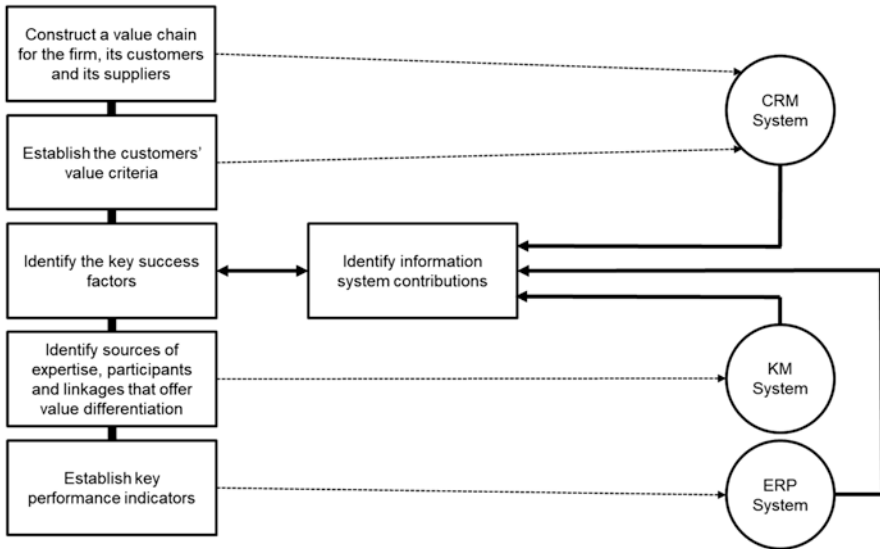 Construct a value chain
for the firm, its customers
and its suppliers
CRM
System
Establish the customers'
value criteria
Identify the key success
factors
Identify information
system contributions
Identify sources of
expertise, participants
and linkages that offer
value differentiation
KM
System
Establish key
performance indicators
ERP
System